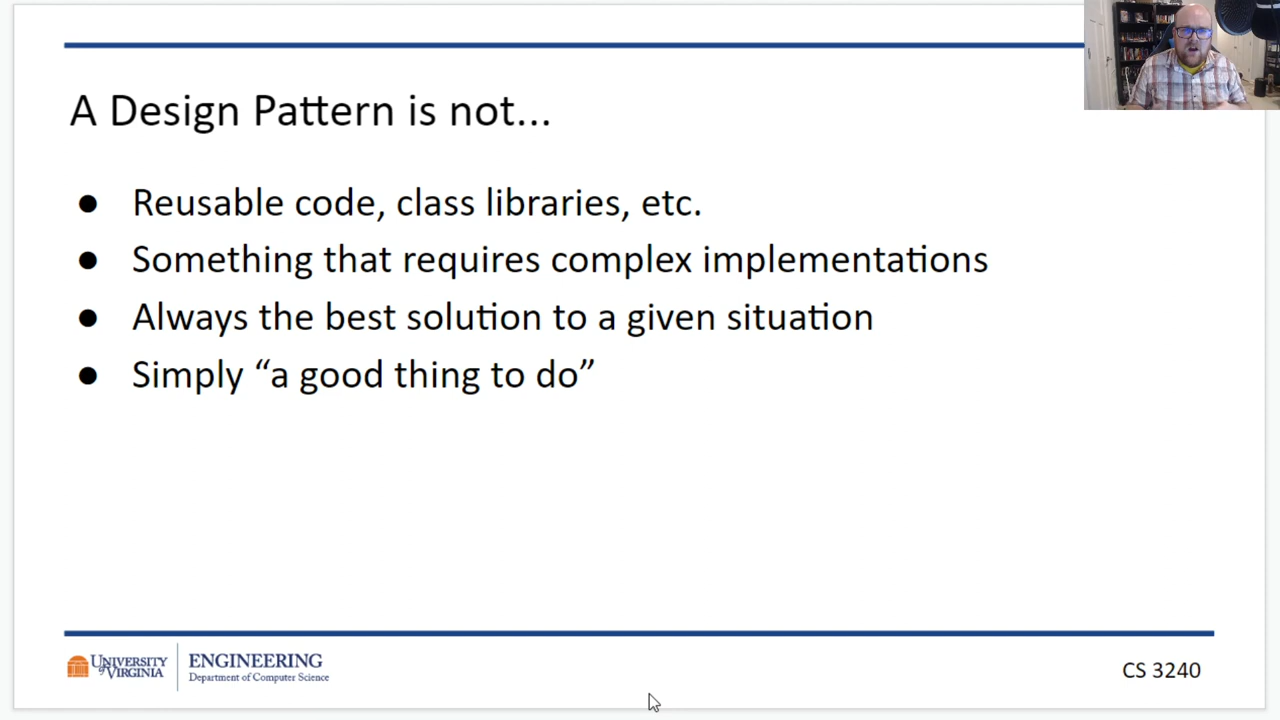 A Design Pattern is not...
● Reusable code, class libraries, etc.
● Something that requires complex implementations
● Always the best solution to a given situation
● Simply “a good thing to do”
UNIVERSITY
of VIRGINIA
ENGINEERING
Department of Computer Science
CS 3240